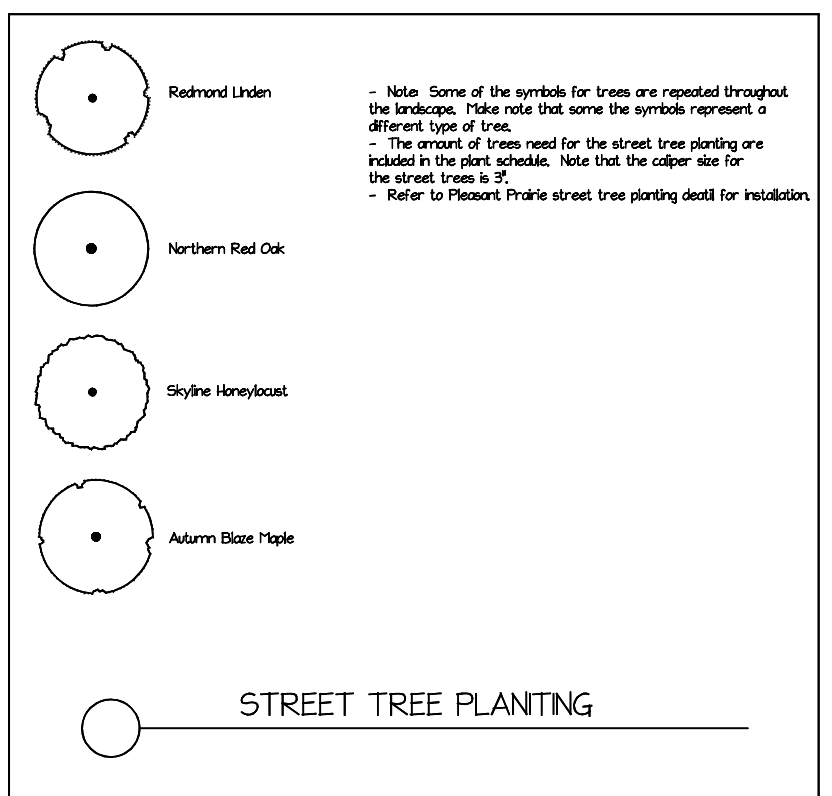 Redmond LInden
Northern Red Oak
Skyline Honeylocust
Autumn Blaze Maple
- Note: Some of the symbols for trees are repeated throughout
the landscape. Make note that some the symbols represent a
different type of tree.
- The amount of trees need for the street tree planting are
included in the plant schedule. Note that the caliper size for
the street trees is 3".
- Refer to Pleasant Prairie street tree planting deatil for installation.
STREET TREE PLANITING